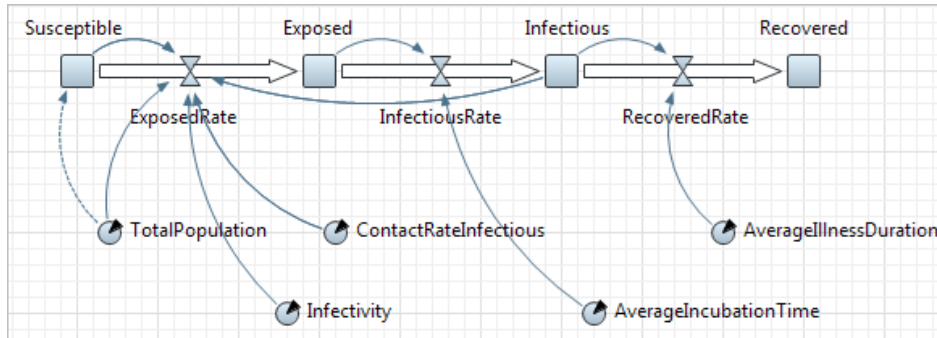 Susceptible
Exposed
Infectious
Recovered
ExposedRate
InfectiousRate
RecoveredRate
TotalPopulation
ContactRateInfectious
AverageIllnessDuration
Infectivity
AverageIncubationTime